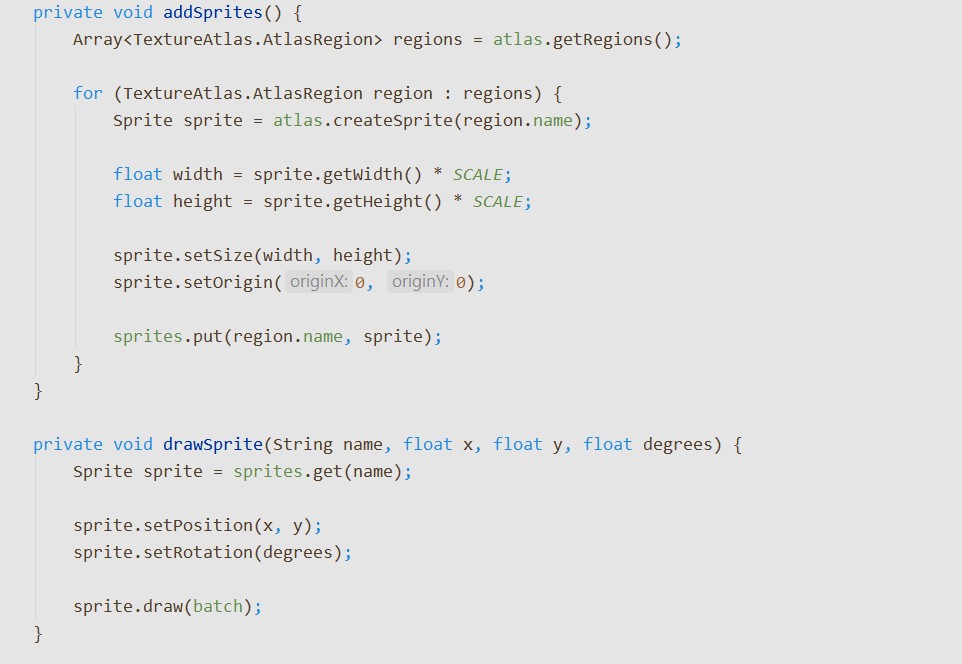 private void addSprites() {
Array<TextureAtlas.AtlasRegion> regions = atlas.getRegions();
for (TextureAtlas.AtlasRegion region : regions) {
Sprite sprite = atlas.createSprite(region.name);
float width = sprite.getWidth() * SCALE;
float height = sprite.getHeight() * SCALE;
sprite.setSize(width, height);
sprite.setOrigin( originX: 0, originY: 0);
sprites.put(region.name, sprite);
}
}
private void drawSprite(String name, float x, float y, float degrees) {
Sprite sprite = sprites.get(name);
sprite.setPosition(x, y);
sprite.setRotation(degrees);
sprite.draw(batch);
}